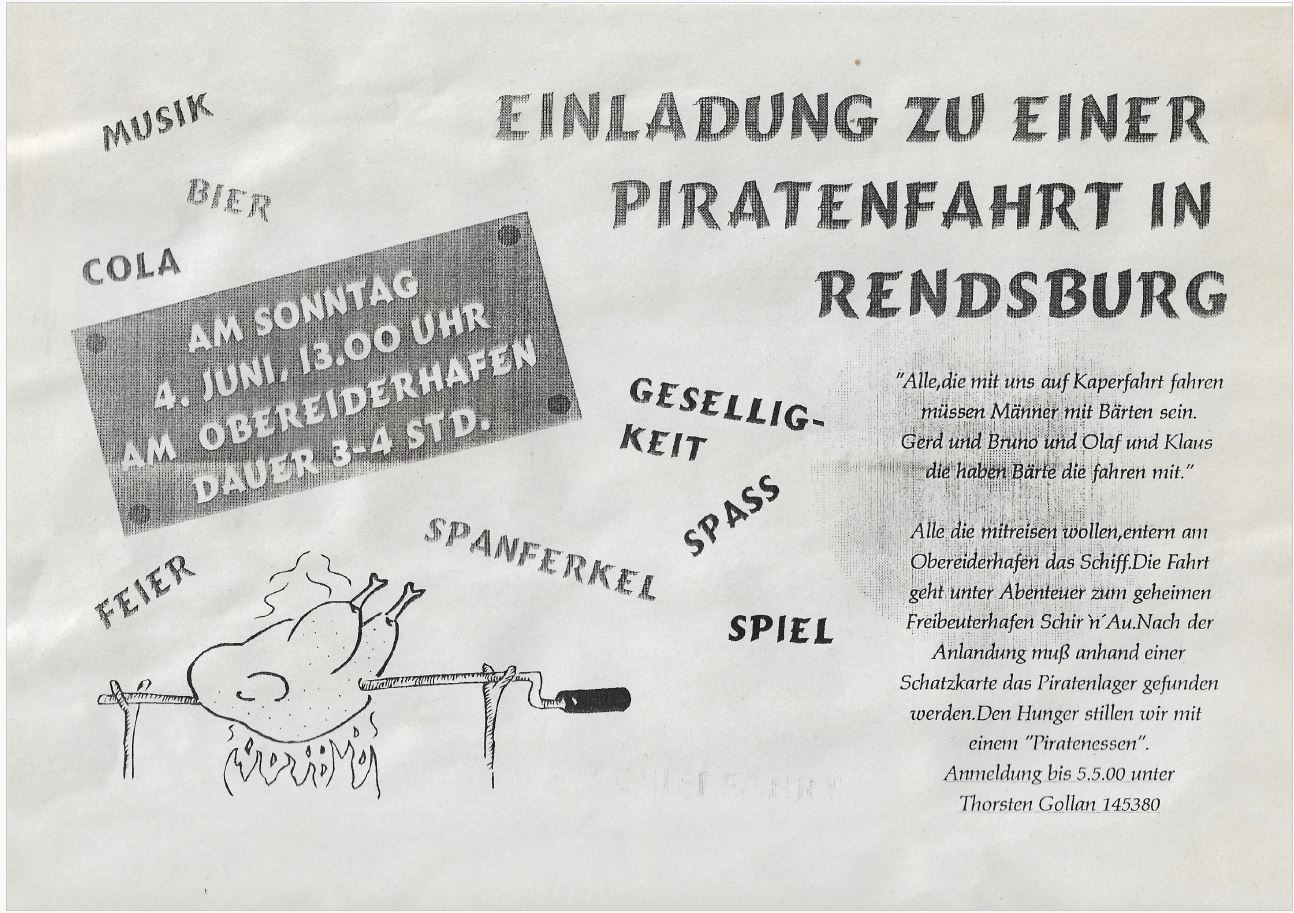 EINLADUNG ZU EINER
PIRATENFAHRT IN
RENDSBURG
MUSIK
BIER
COLA
AM SONNTAG
4. JUNI, 13.00 UHR
AM OBEREIDERHAFEN
DAUER 3-4 STD.
GESELLIG-
KEIT
SPASS
SPANFERKEL
FEIER
SPIEL
"Alle,die mit uns auf Kaperfahrt fahren
müssen Männer mit Bärten sein.
Gerd und Bruno und Olaf und Klaus
die haben Bärte die fahren mit."
Alle die mitreisen wollen,entern am
Obereiderhafen das Schiff.Die Fahrt
geht unter Abenteuer zum geheimen
Freibeuterhafen Schir`n´Au.Nach der
Anlandung muß anhand einer
Schatzkarte das Piratenlager gefunden
werden.Den Hunger stillen wir mit
einem "Piratenessen".
Anmeldung bis 5.5.00 unter
Thorsten Gollan 145380